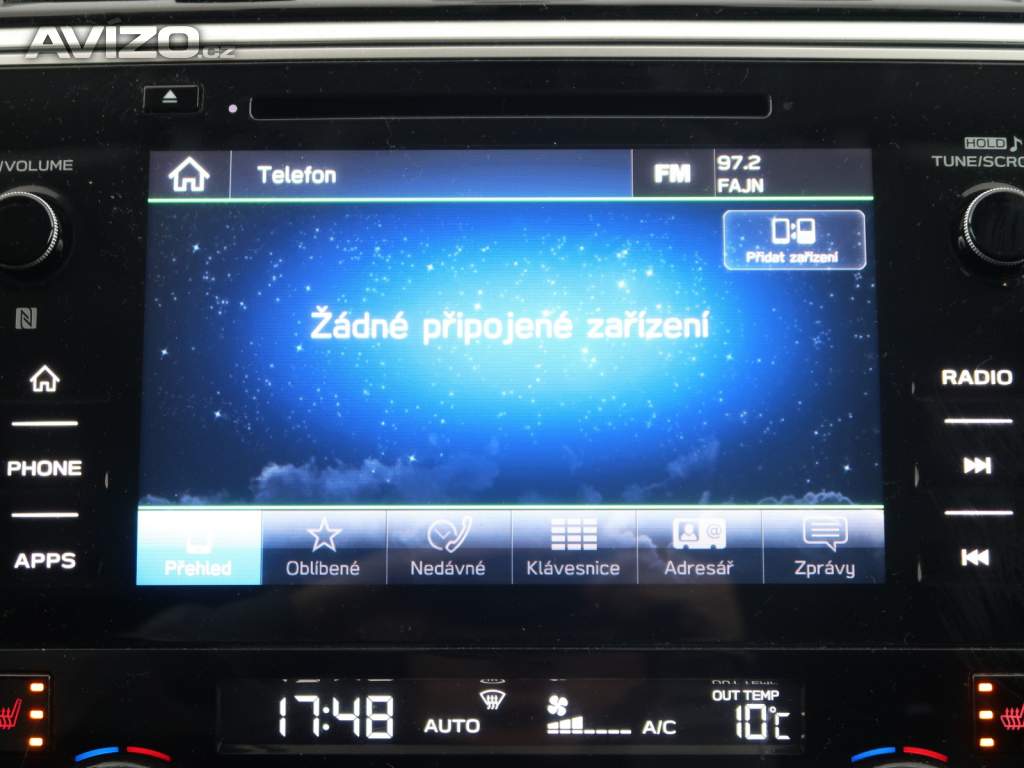 AVÍZO.cz
/VOLUME
HOLD
TUNE/SCRO
Telefon
FM
97.2
FAJN
Přidat zařízení
Žádné připojené zařízení
RADIO
PHONE
APPS
Přehled
Oblíbené
Nedávné
Klávesnice
Adresář
Zprávy
17:48
AUTO
A/C
OUT TEMP
10°C